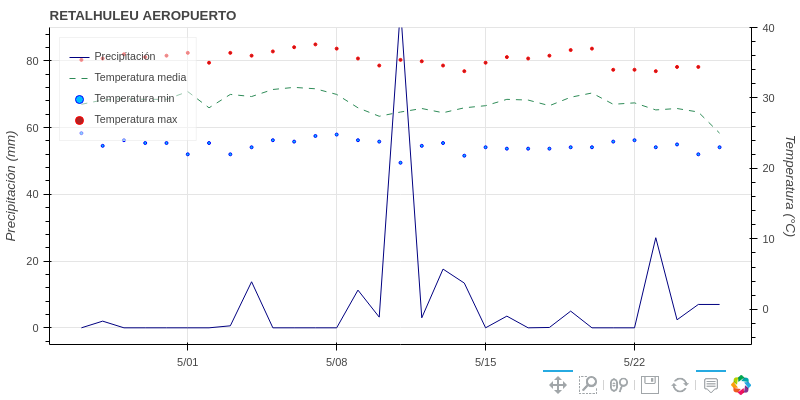 RETALHULEU AEROPUERTO
Precipitación
Temperatura media
Temperatura min
Temperatura max
Precipitación (mm)
80
60
40
20
0
40
30
20
10
0
Temperatura (°C)
5/01
5/08
5/15
5/22